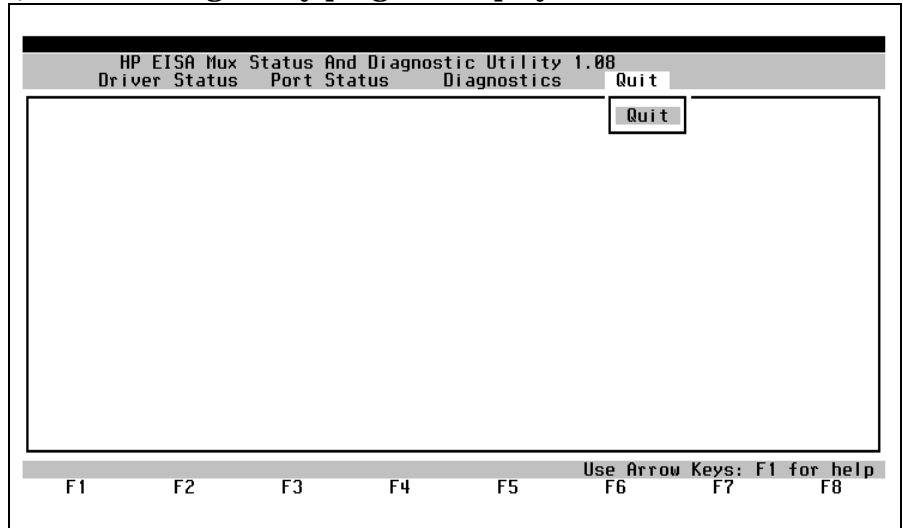 HP EISA Mux Status And Diagnostic Utility 1.08
Driver Status Port Status Diagnostics Quit
Quit
Use Arrow Keys: F1 for help
F1 F2 F3 F4 F5 F6 F7 F8